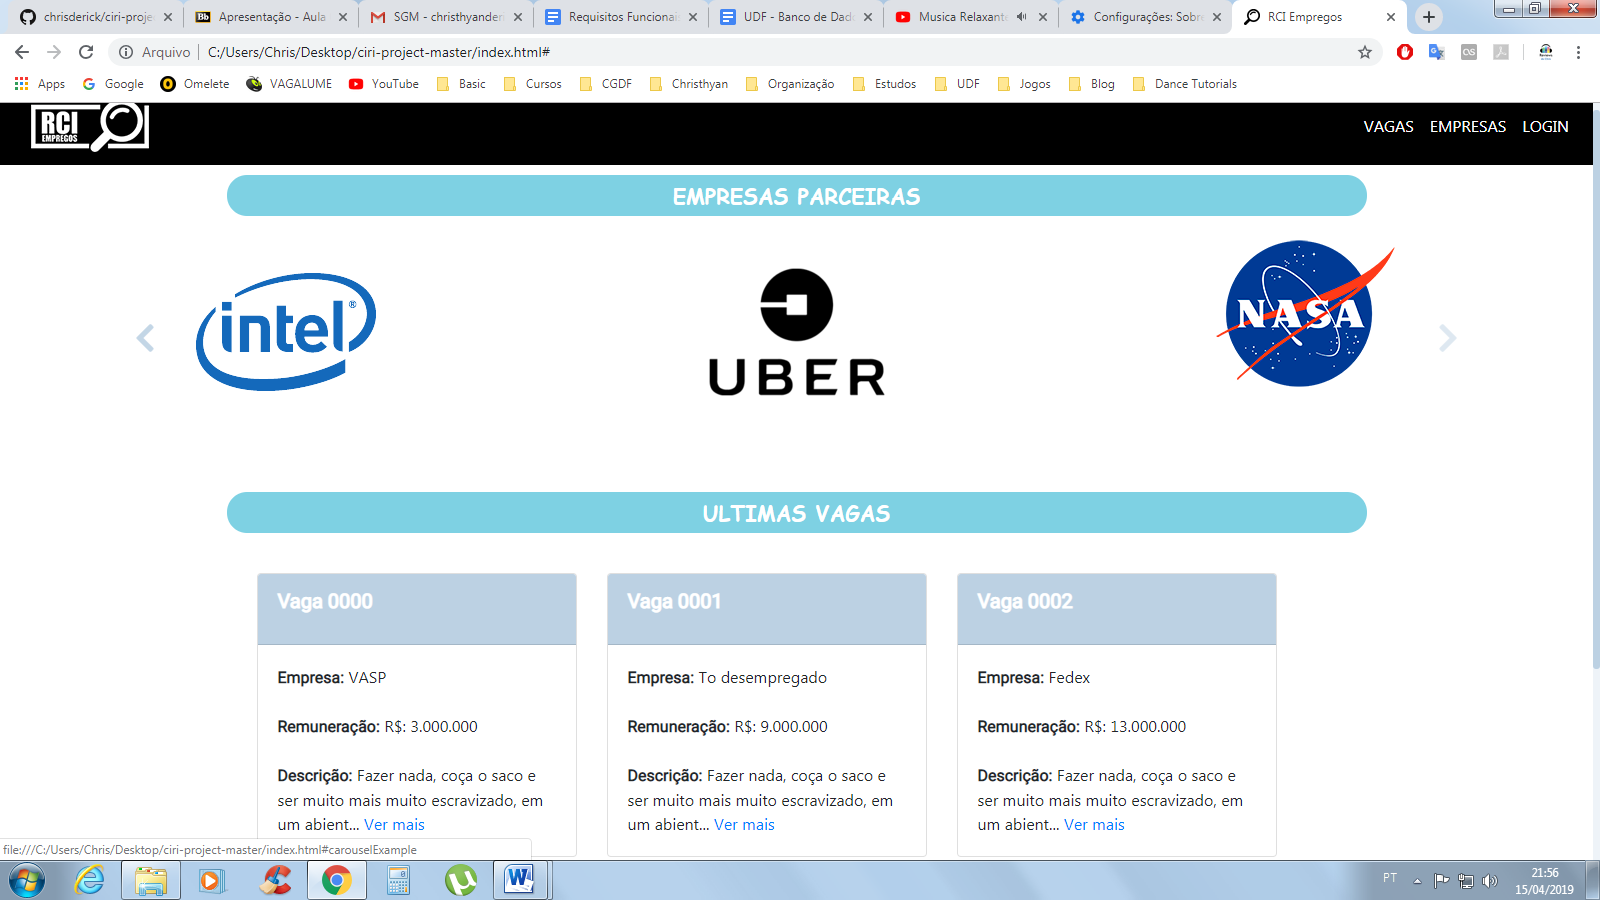 chrisderick/ciri-proje
Apresentação - Aula
SGM - christhyander
Requisitos Funcionai
UDF - Banco de Dad
Musica Relaxant
Configurações: Sobr
RCI Empregos
Arquivo | C:/Users/Chris/Desktop/ciri-project-master/index.html#
Apps Google Omelete VAGALUME YouTube Basic Cursos CGDF Christhyan Organização Estudos UDF Jogos Blog Dance Tutorials
RCI
EMPREGOS
VAGAS EMPRESAS LOGIN
EMPRESAS PARCEIRAS
intel®
UBER
NASA
ULTIMAS VAGAS
Vaga 0000
Empresa: VASP
Remuneração: R$: 3.000.000
Descrição: Fazer nada, coça o saco e
ser muito mais muito escravizado, em
um abient... Ver mais
Vaga 0001
Empresa: To desempregado
Remuneração: R$: 9.000.000
Descrição: Fazer nada, coça o saco e
ser muito mais muito escravizado, em
um abient... Ver mais
Vaga 0002
Empresa: Fedex
Remuneração: R$: 13.000.000
Descrição: Fazer nada, coça o saco e
ser muito mais muito escravizado, em
um abient... Ver mais
file:///C:/Users/Chris/Desktop/ciri-project-master/index.html#carouselExample
PT
21:56
15/04/2019